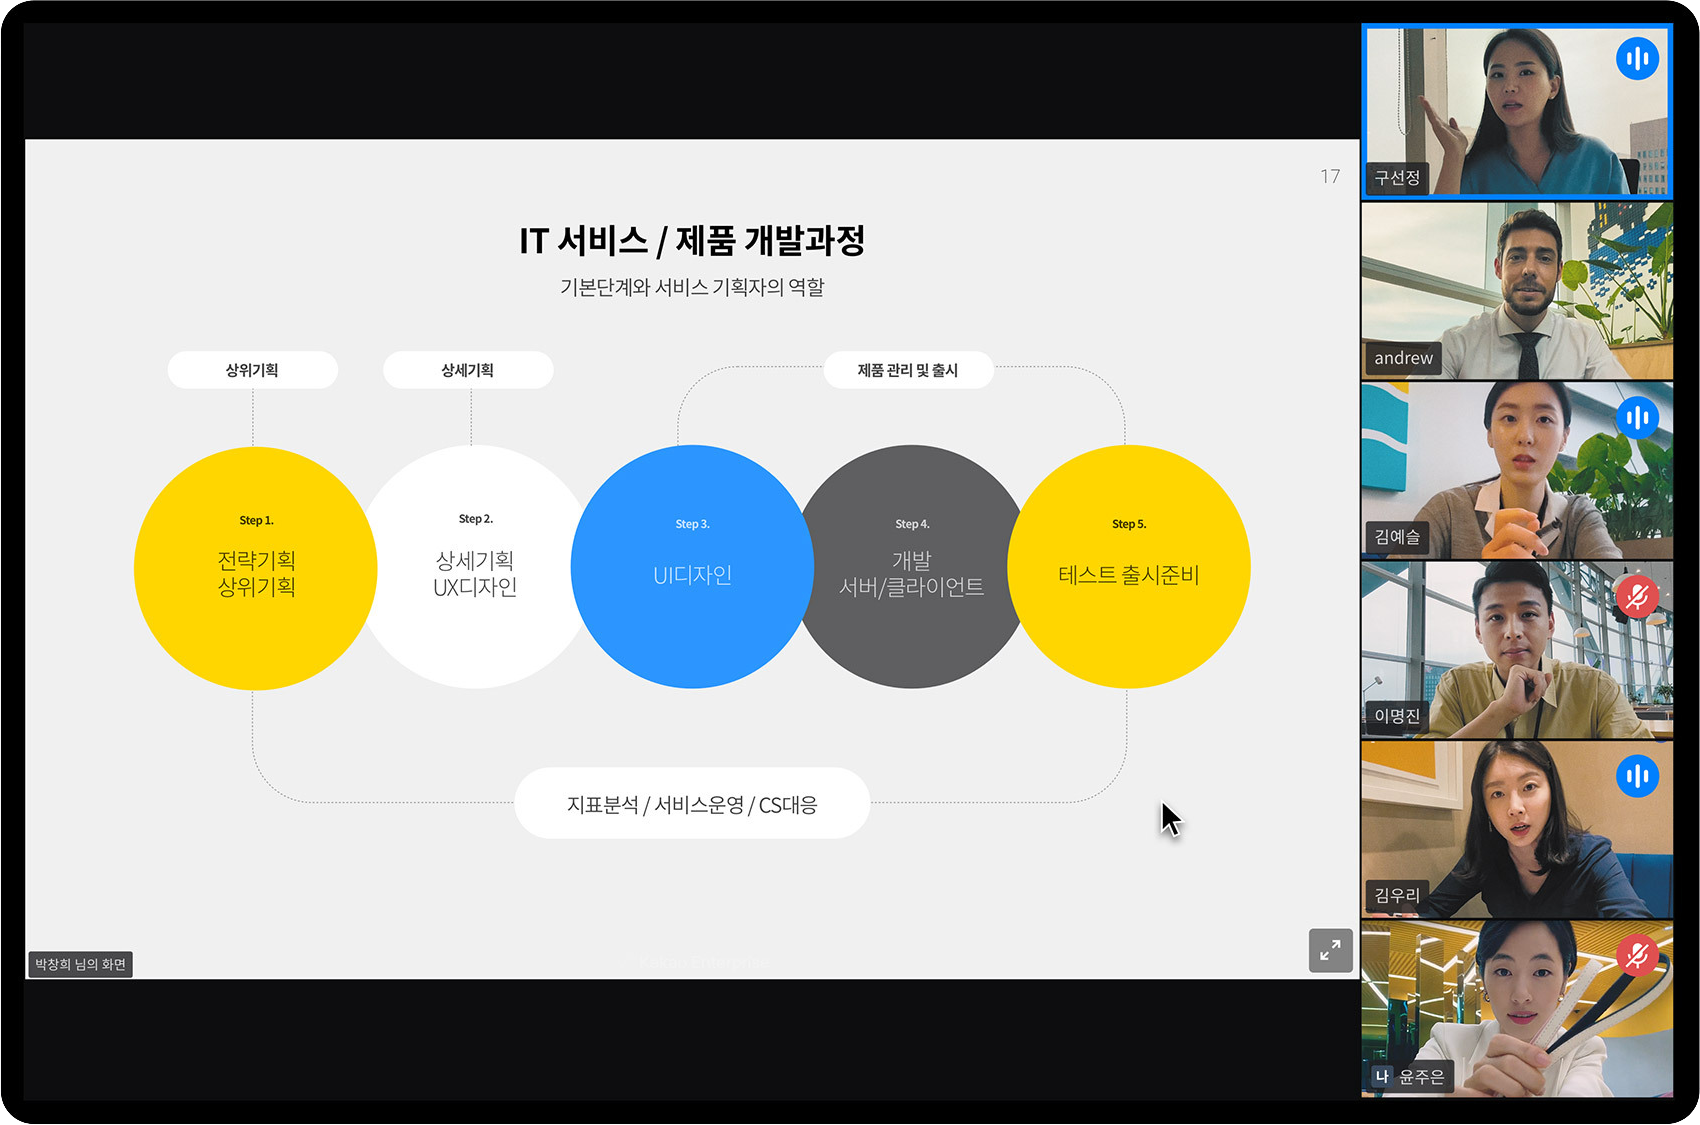 17
IT 서비스 / 제품 개발과정
기본단계와 서비스 기획자의 역할
상위기획
상세기획
제품 관리 및 출시
Step 1.
전략기획
상위기획
Step 2.
상세기획
UX디자인
Step 3.
UI디자인
Step 4.
개발
서버/클라이언트
Step 5.
테스트 출시준비
지표분석 / 서비스운영 / CS대응
박창희 님의 화면
구선정
andrew
김예슬
이명진
김우리
나 윤주은